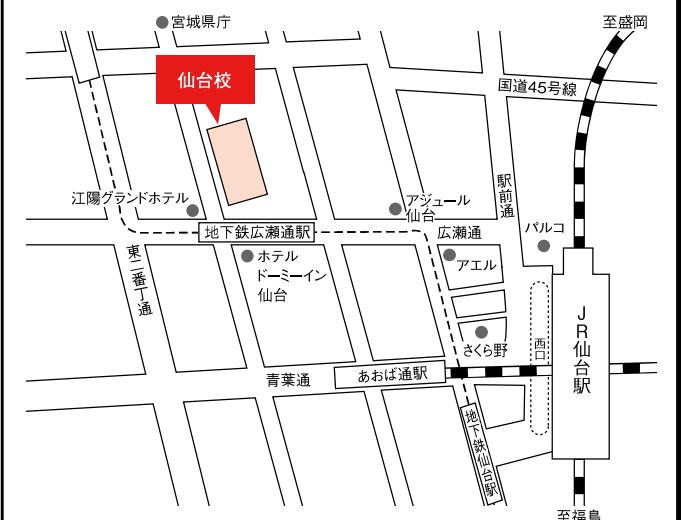 宮城県庁
至盛岡
仙台校
国道45号線
江陽グランドホテル
アジュール
仙台
駅前通
パルコ
地下鉄広瀬通駅
広瀬通
東二番丁通
ホテル
ドーミーイン
仙台
アエル
JR仙台駅
西口
さくら野
青葉通
あおば通駅
地下鉄仙台駅
至福島